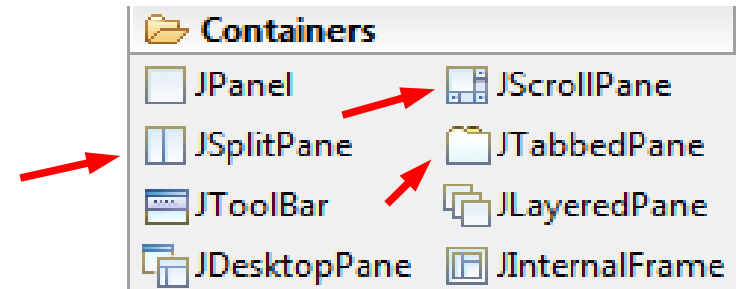 Containers
JPanel JScrollPane
JSplitPane JTabbedPane
JToolBar JLayeredPane
JDesktopPane JInternalFrame